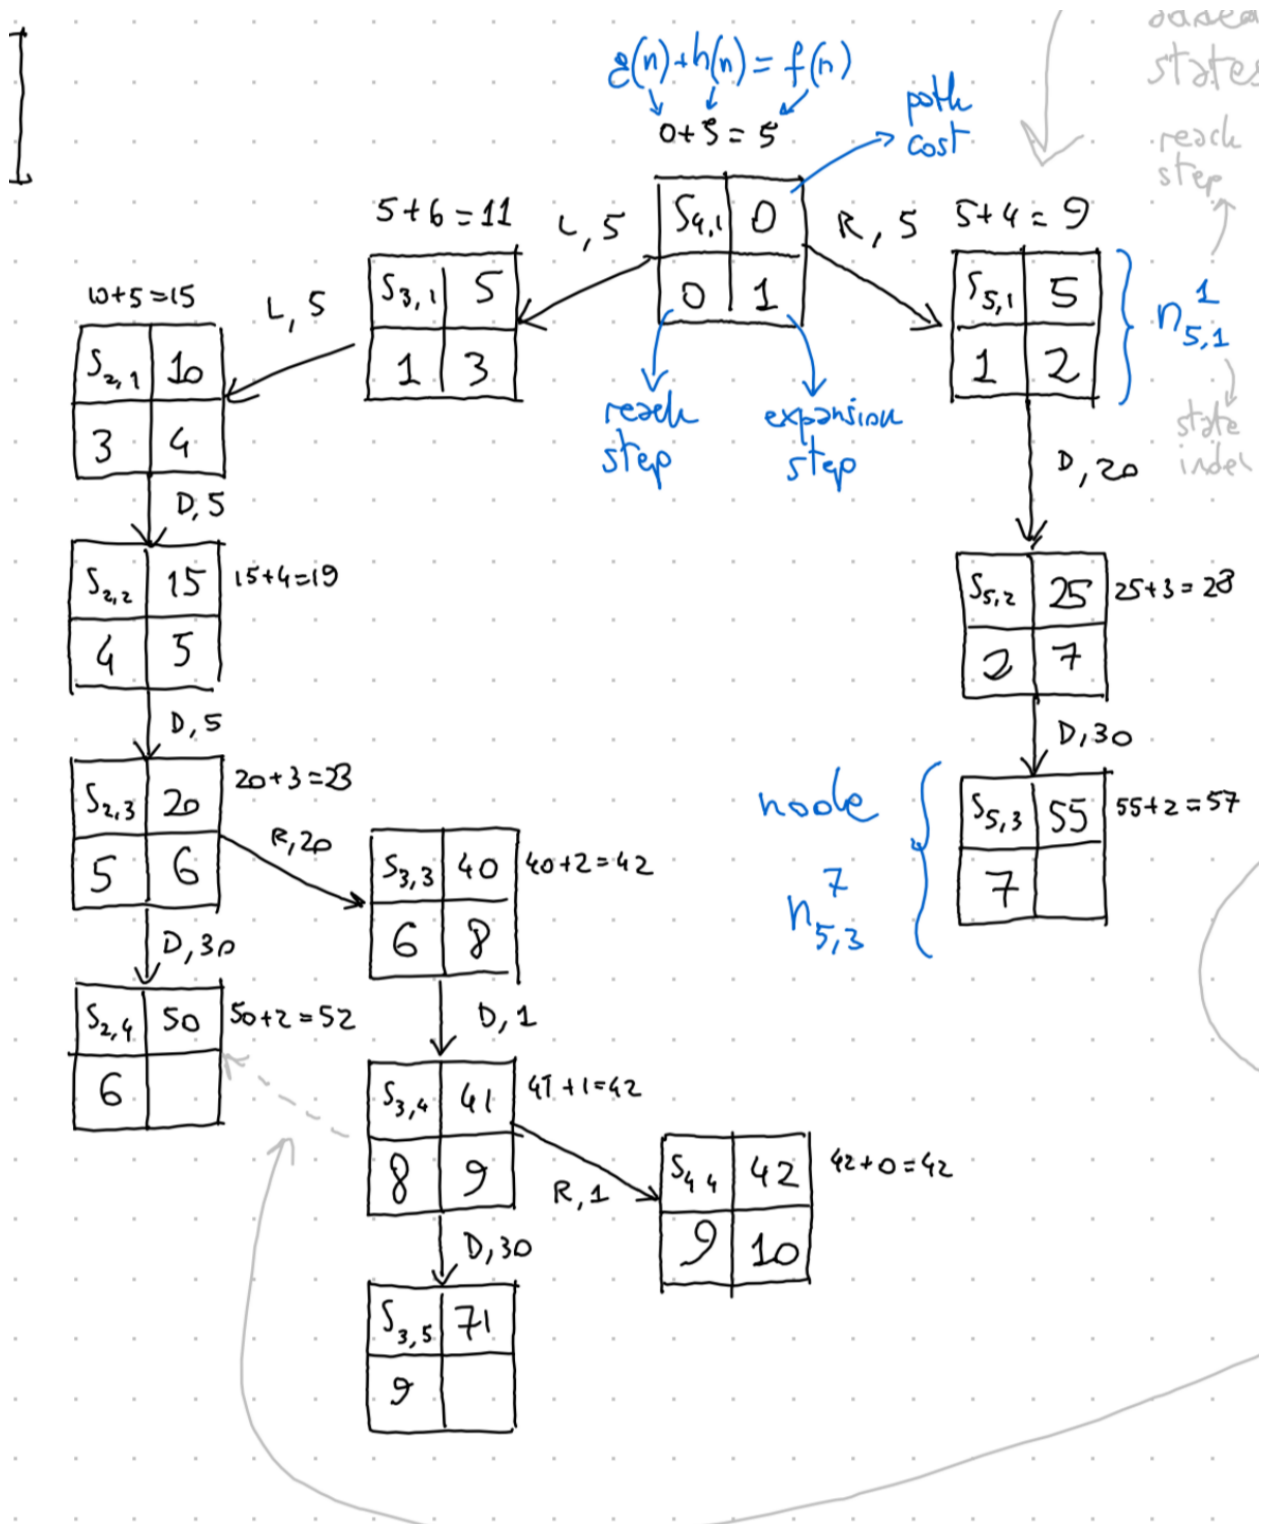 based
states
reach
step
g(n)+h(n) = f(n)
0+5 = 5
path
cost
S4,1 0
0 1
reach
step
expansion
step
L, 5
R, 5
5+6=11
S3,1 5
1 3
5+4 = 9
S5,1 5
1 2
n 1 5,1
state
index
L, 5
10+5=15
S2,1 10
3 4
D,5
D, 20
S2,2 15
4 5
15+4=19
S5,2 25
2 7
25+3=28
D,5
D,30
S2,3 20
5 6
20+3=23
R,20
S3,3 40
6 8
40+2=42
node
n 7 5,3
S5,3 55
7
55+2=57
D,30
D,1
S2,4 50
6
50+2=52
S3,4 41
8 9
41+1=42
R,1
S4 4 42
9 10
42+0=42
D,30
S3,5 71
9